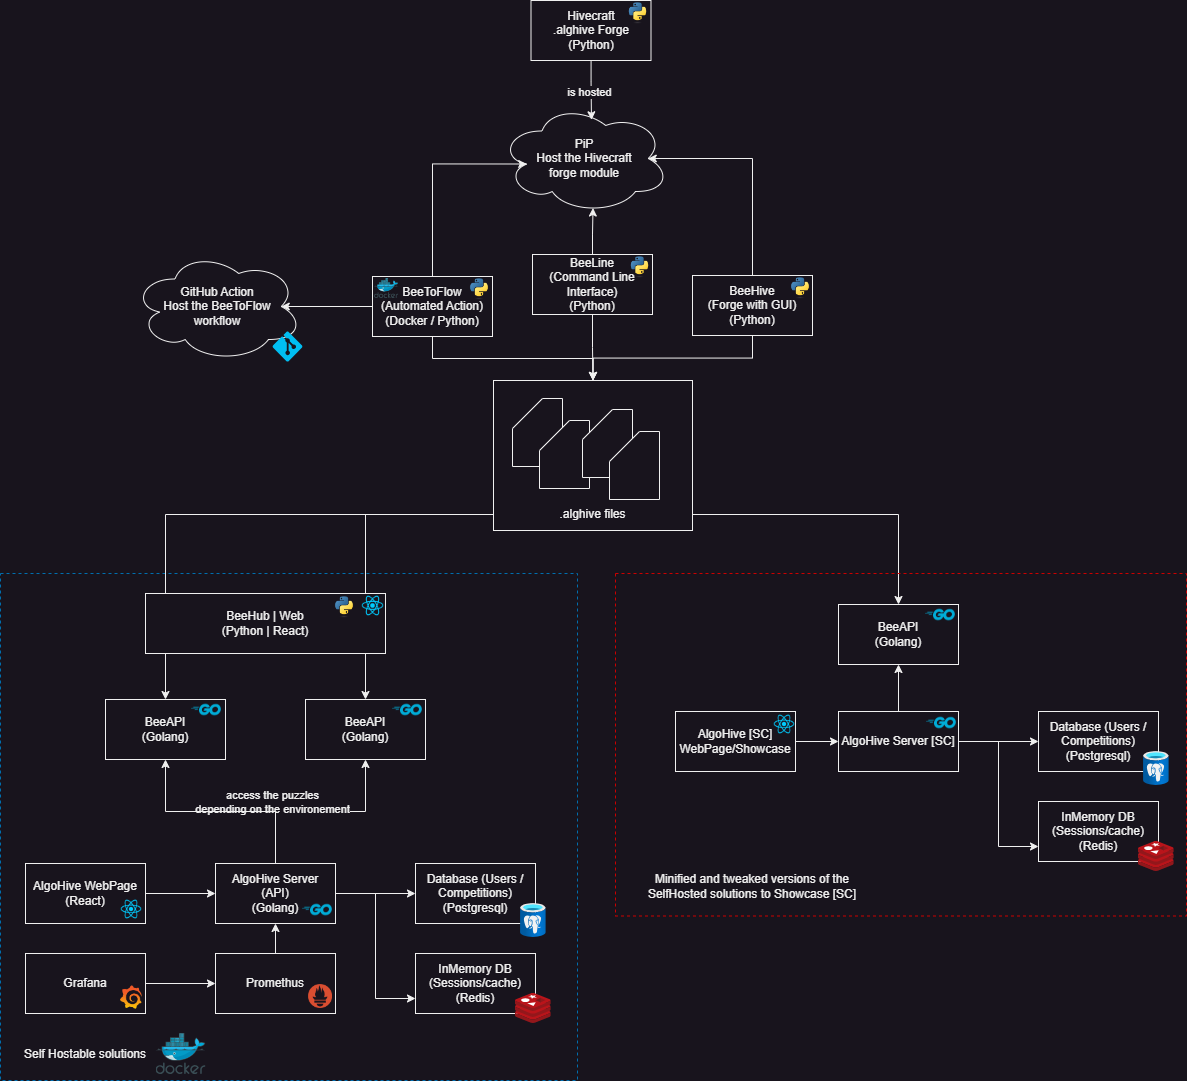 Hivecraft
.alghive Forge
(Python)
is hosted
PiP
Host the Hivecraft
forge module
GitHub Action
Host the BeeToFlow
workflow
docker
BeeToFlow
(Automated Action)
(Docker / Python)
BeeLine
(Command Line
Interface)
(Python)
BeeHive
(Forge with GUI)
(Python)
.alghive files
BeeHub | Web
(Python | React)
BeeAPI
(Golang)
GO
BeeAPI
(Golang)
GO
access the puzzles
depending on the environement
AlgoHive WebPage
(React)
AlgoHive Server
(API)
(Golang)
GO
Database (Users /
Competitions)
(Postgresql)
Grafana
Promethus
InMemory DB
(Sessions/cache)
(Redis)
Self Hostable solutions
docker
BeeAPI
(Golang)
GO
AlgoHive [SC]
WebPage/Showcase
AlgoHive Server [SC]
GO
Database (Users /
Competitions)
(Postgresql)
InMemory DB
(Sessions/cache)
(Redis)
Minified and tweaked versions of the
SelfHosted solutions to Showcase [SC]